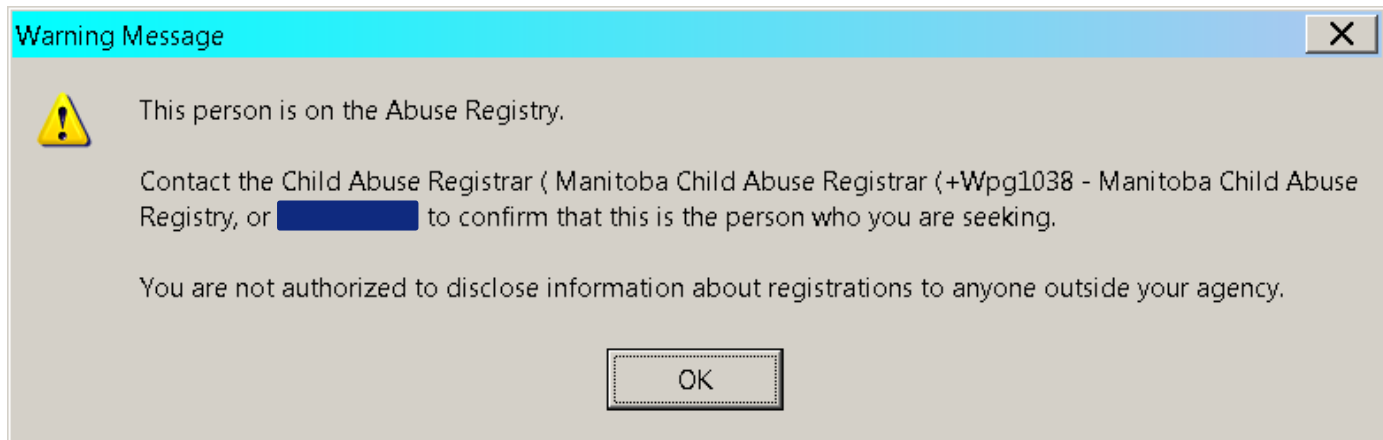 Warning Message
This person is on the Abuse Registry.
Contact the Child Abuse Registrar ( Manitoba Child Abuse Registrar (+Wpg1038 - Manitoba Child Abuse
Registry, or to confirm that this is the person who you are seeking.
You are not authorized to disclose information about registrations to anyone outside your agency.
OK